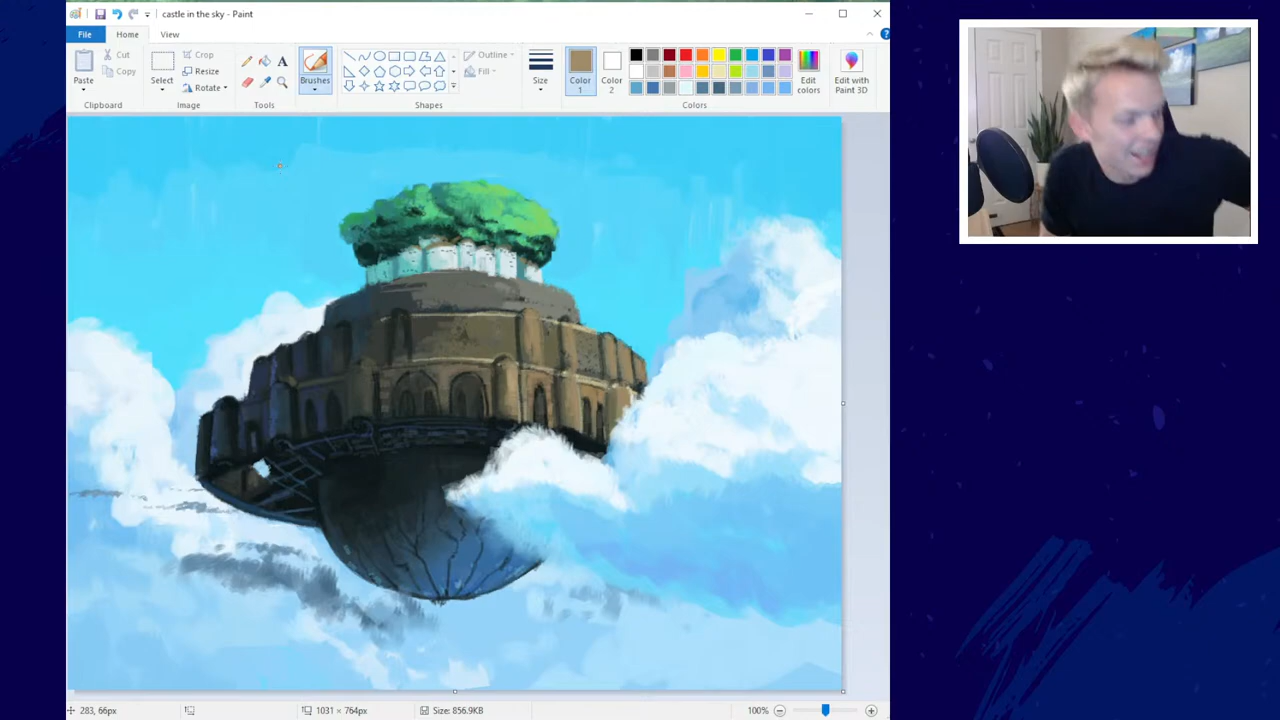 castle in the sky - Paint
File
Home
View
Paste
Cut
Copy
Clipboard
Select
Crop
Resize
Rotate
Image
A
Tools
Brushes
Outline
Fill
Shapes
Size
Color 1
Color 2
Edit colors
Edit with Paint 3D
Colors
283, 66px
1031 × 764px
Size: 856.9KB
100%